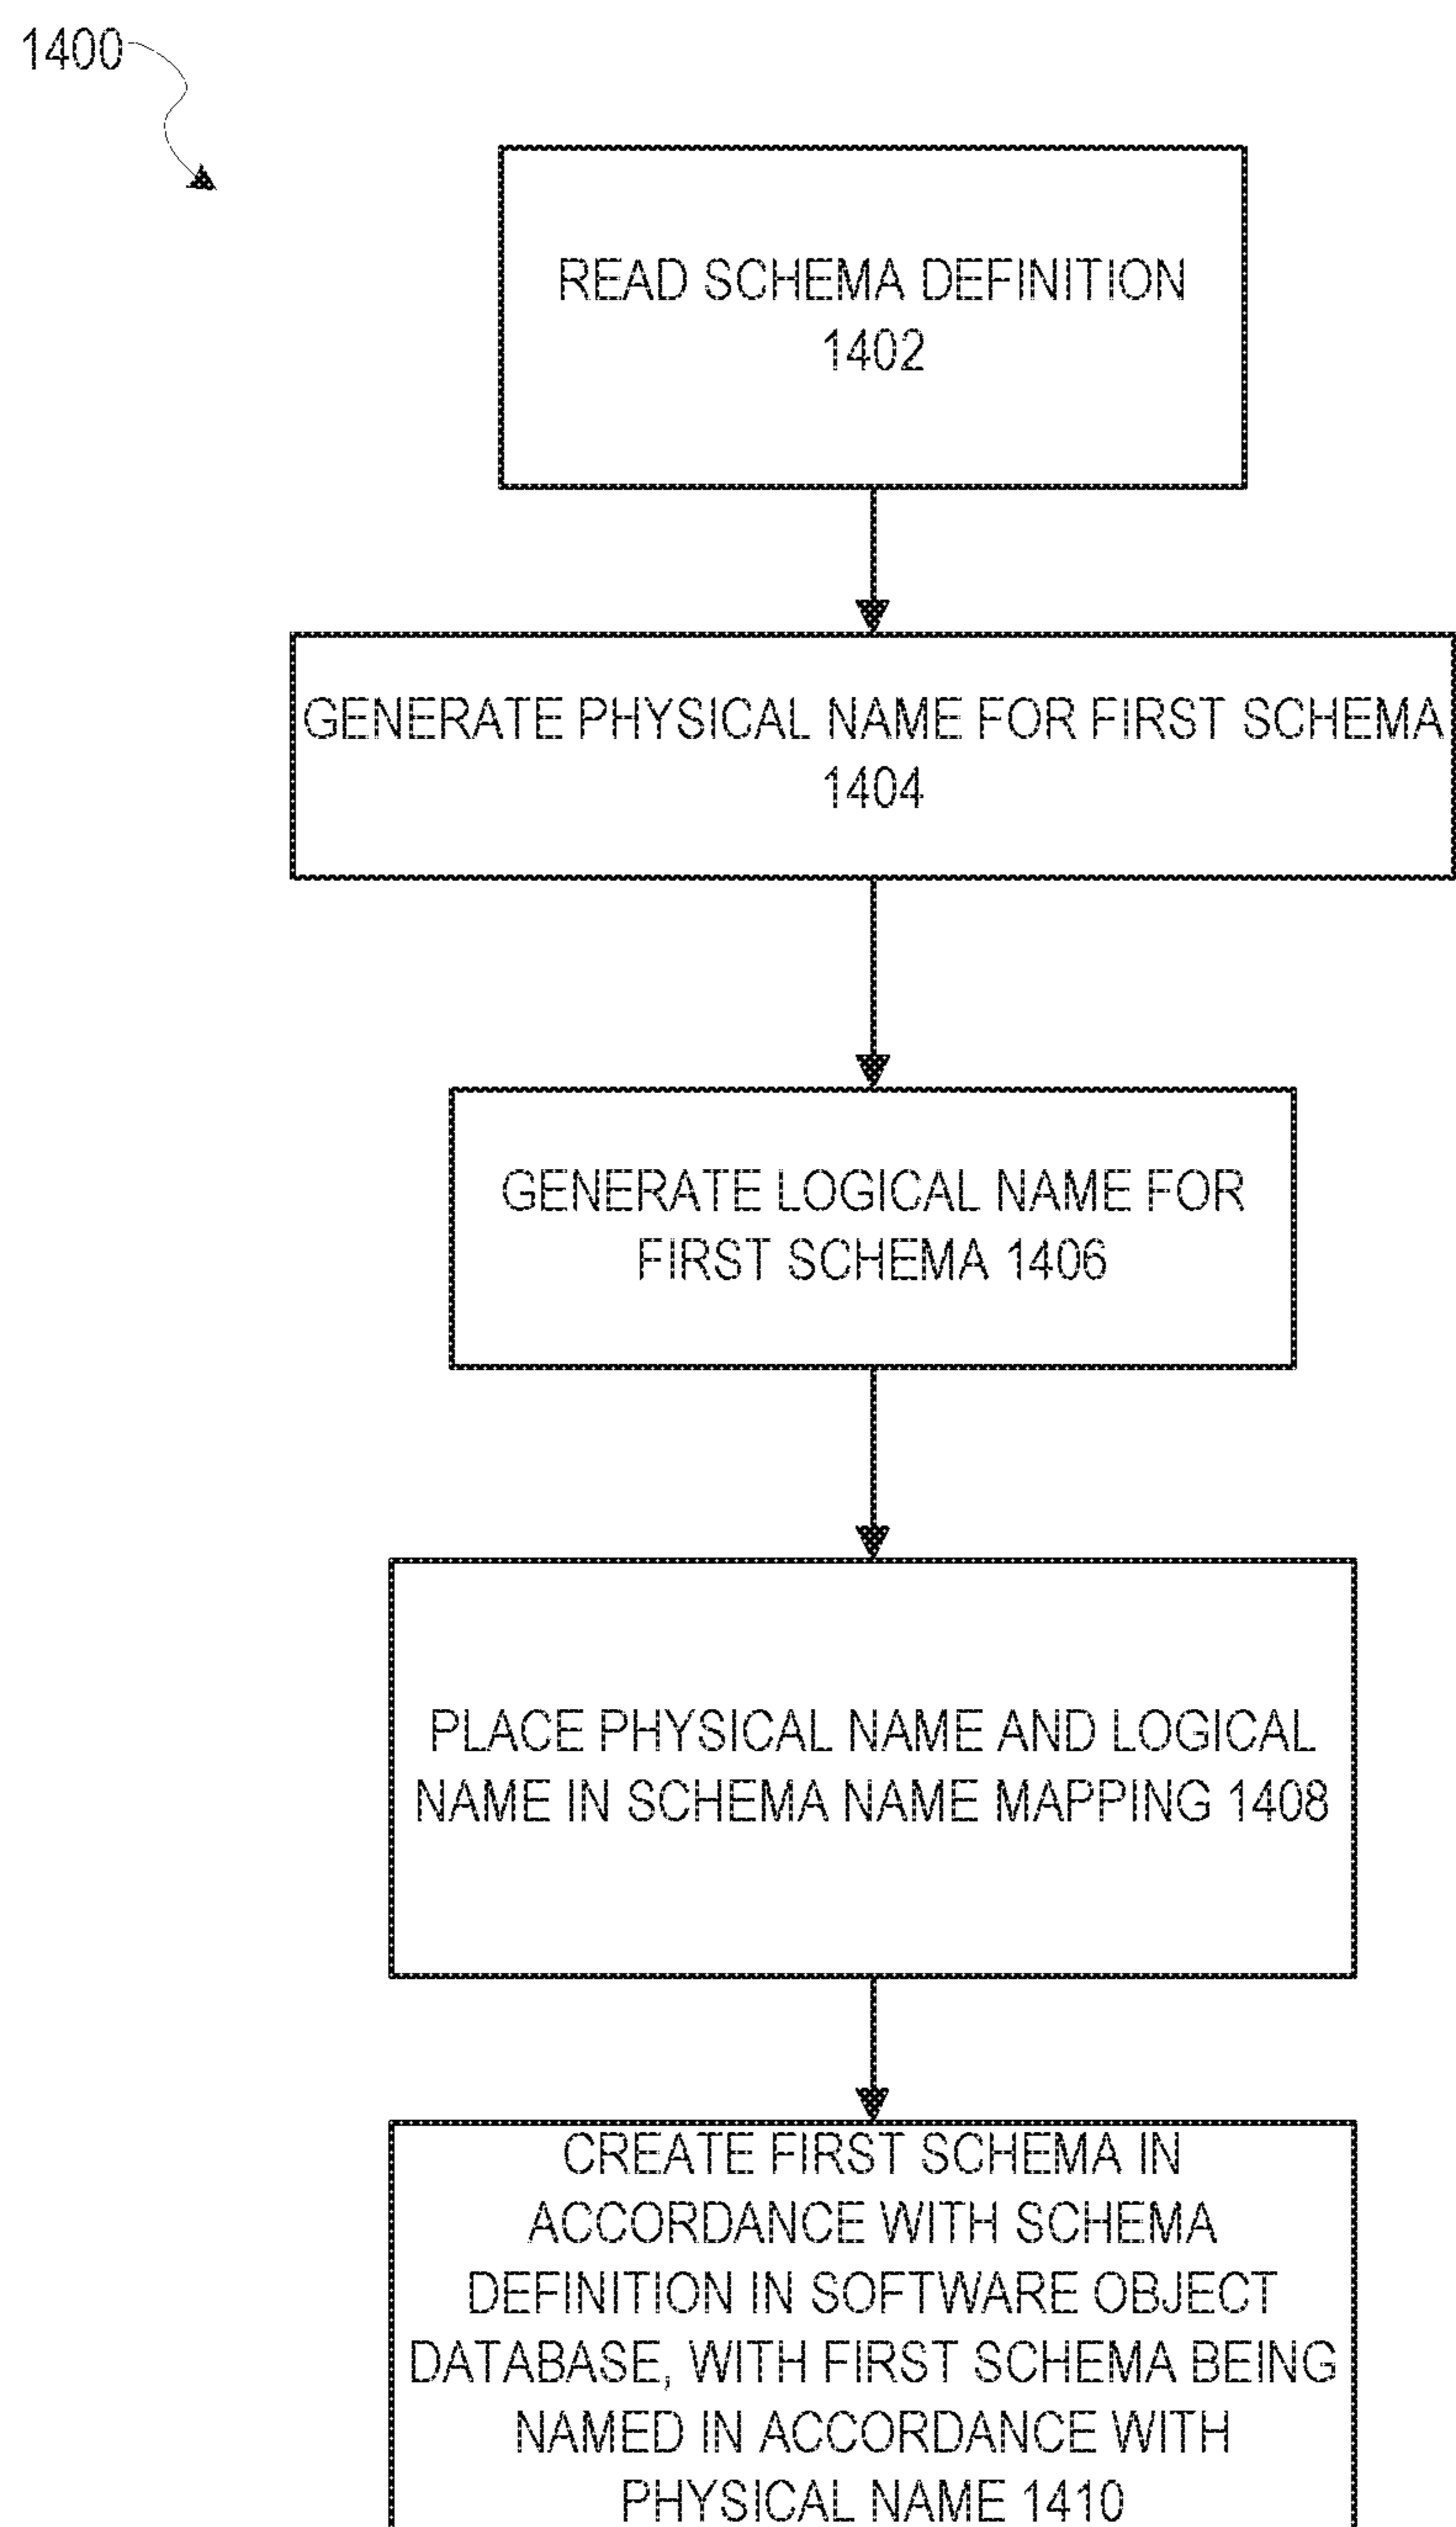 1400
READ SCHEMA DEFINITION
1402
GENERATE PHYSICAL NAME FOR FIRST SCHEMA
1404
GENERATE LOGICAL NAME FOR
FIRST SCHEMA 1406
PLACE PHYSICAL NAME AND LOGICAL
NAME IN SCHEMA NAME MAPPING 1408
CREATE FIRST SCHEMA IN
ACCORDANCE WITH SCHEMA
DEFINITION IN SOFTWARE OBJECT
DATABASE, WITH FIRST SCHEMA BEING
NAMED IN ACCORDANCE WITH
PHYSICAL NAME 1410